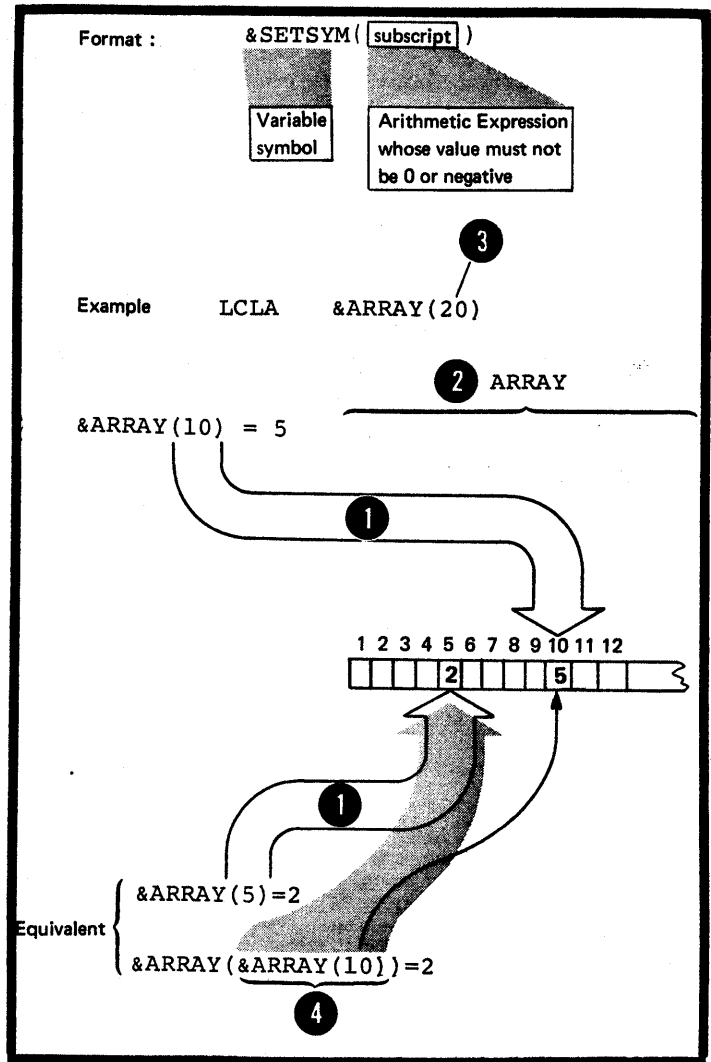 Format : &SETSYM( subscript )
Variable symbol
Arithmetic Expression whose value must not be 0 or negative
3
Example LCLA &ARRAY(20)
2 ARRAY
&ARRAY(10) = 5
1
1 2 3 4 5 6 7 8 9 10 11 12
2 5
1
&ARRAY(5)=2
Equivalent
&ARRAY(&ARRAY(10))=2
4